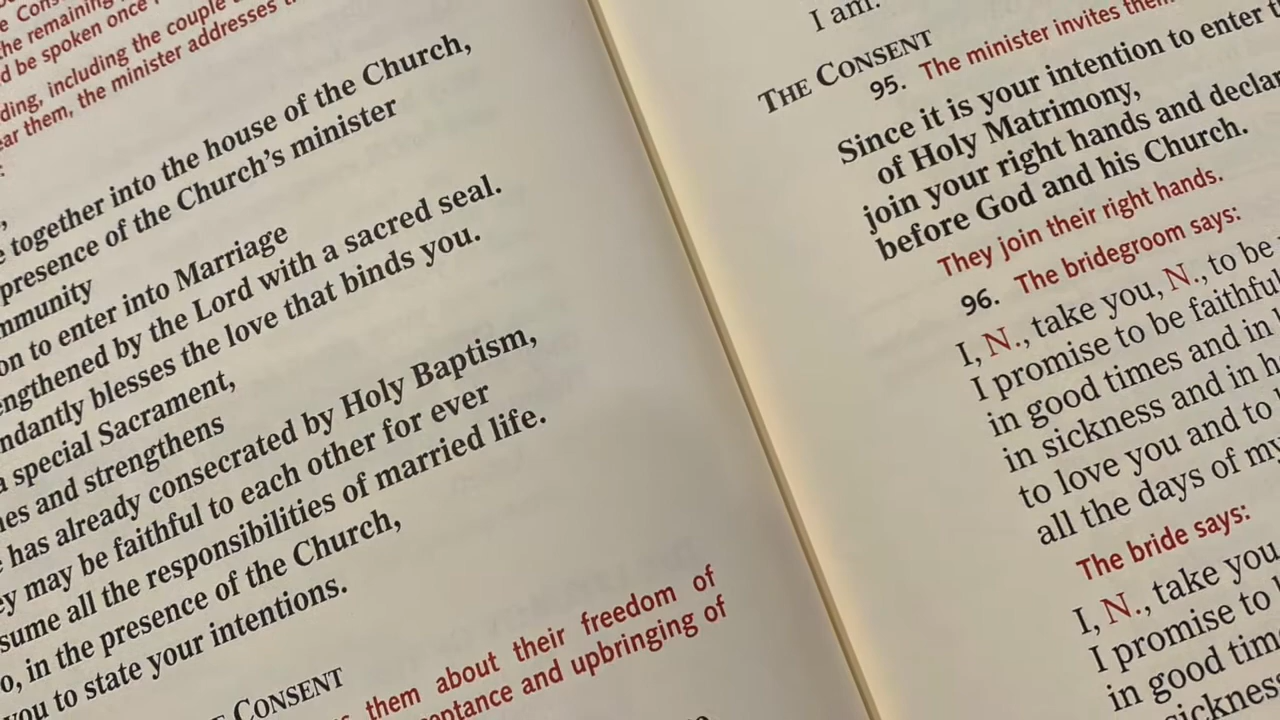 the remaining
d be spoken once
ding, including the couple
ar them, the minister addresses
together into the house of the Church,
presence of the Church's minister
mmunity
on to enter into Marriage
engthened by the Lord with a sacred seal.
ndantly blesses the love that binds you.
a special Sacrament,
hes and strengthens
has already consecrated by Holy Baptism,
ey may be faithful to each other for ever
sume all the responsibilities of married life.
o, in the presence of the Church,
you to state your intentions.
CONSENT
them about their freedom of
eptance and upbringing of
I am.
THE CONSENT
95. The minister invites them
Since it is your intention to enter t
of Holy Matrimony,
join your right hands and declar
before God and his Church.
They join their right hands.
96. The bridegroom says:
I, N., take you, N., to be
I promise to be faithful
in good times and in
in sickness and in h
to love you and to
all the days of my
The bride says:
I, N., take you
I promise to
in good tim
sickness